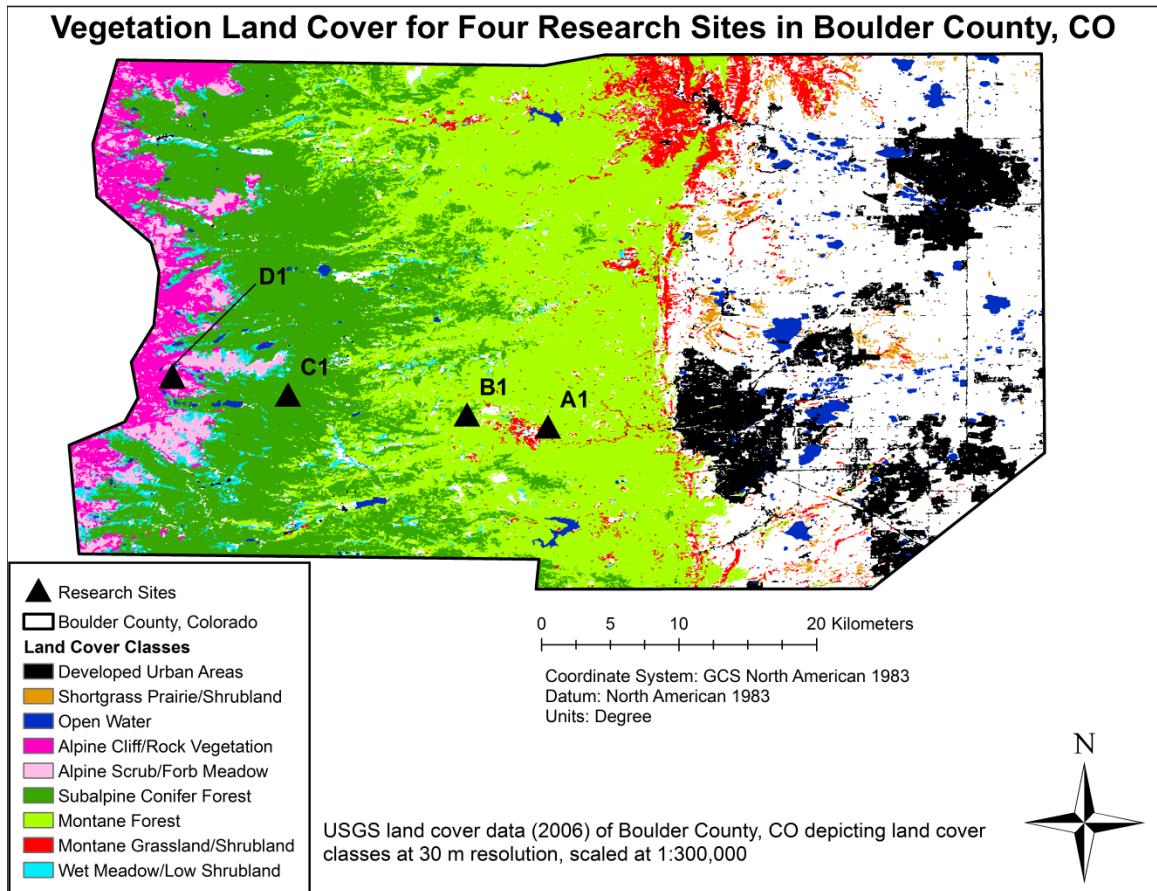 Vegetation Land Cover for Four Research Sites in Boulder County, CO
D1
C1
B1
A1
Research Sites
Boulder County, Colorado
Land Cover Classes
Developed Urban Areas
Shortgrass Prairie/Shrubland
Open Water
Alpine Cliff/Rock Vegetation
Alpine Scrub/Forb Meadow
Subalpine Conifer Forest
Montane Forest
Montane Grassland/Shrubland
Wet Meadow/Low Shrubland
0 5 10 20 Kilometers
Coordinate System: GCS North American 1983
Datum: North American 1983
Units: Degree
N
USGS land cover data (2006) of Boulder County, CO depicting land cover
classes at 30 m resolution, scaled at 1:300,000